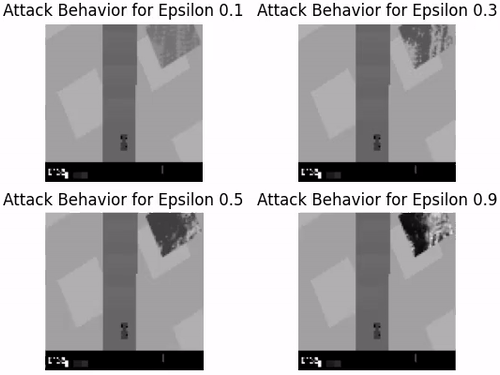 Attack Behavior for Epsilon 0.1
Attack Behavior for Epsilon 0.3
Attack Behavior for Epsilon 0.5
Attack Behavior for Epsilon 0.9